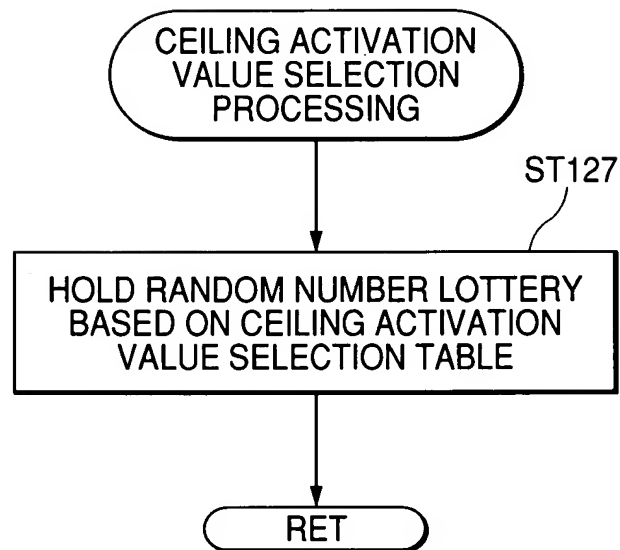 CEILING ACTIVATION
VALUE SELECTION
PROCESSING
ST127
HOLD RANDOM NUMBER LOTTERY
BASED ON CEILING ACTIVATION
VALUE SELECTION TABLE
RET